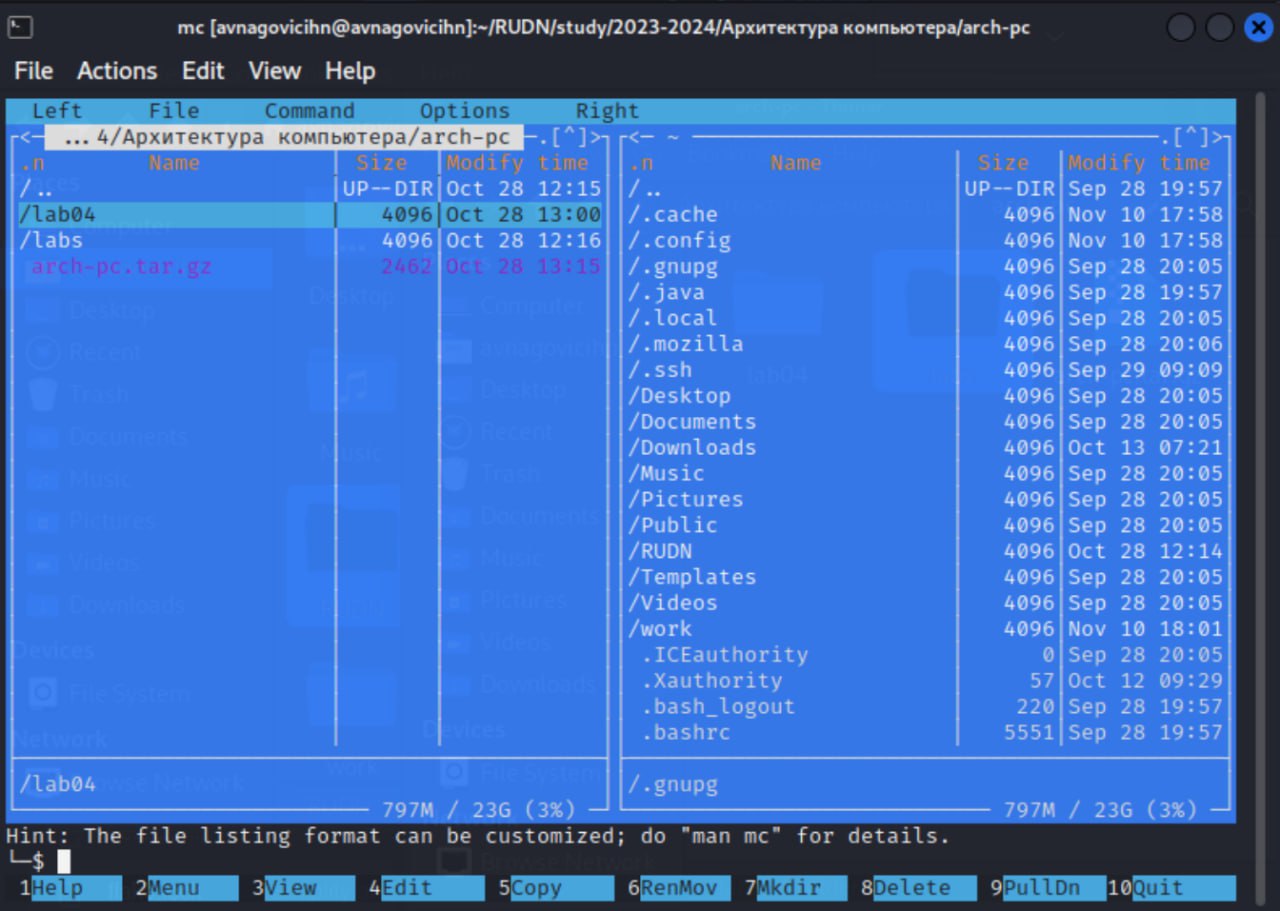 mc [avnagovicihn@avnagovicihn]:~/RUDN/study/2023-2024/Архитектура компьютера/arch-pc
File Actions Edit View Help
Left File Command Options Right
<─ …4/Архитектура компьютера/arch-pc ─.[^]>
.n Name Size Modify time
/.. UP--DIR Oct 28 12:15
/lab04 4096 Oct 28 13:00
/labs 4096 Oct 28 12:16
arch-pc.tar.gz 2462 Oct 28 13:15
/lab04
797M / 23G (3%)
<─ ~ ─.[^]>
.n Name Size Modify time
/.. UP--DIR Sep 28 19:57
/.cache 4096 Nov 10 17:58
/.config 4096 Nov 10 17:58
/.gnupg 4096 Sep 28 20:05
/.java 4096 Sep 28 19:57
/.local 4096 Sep 28 20:05
/.mozilla 4096 Sep 28 20:06
/.ssh 4096 Sep 29 09:09
/Desktop 4096 Sep 28 20:05
/Documents 4096 Sep 28 20:05
/Downloads 4096 Oct 13 07:21
/Music 4096 Sep 28 20:05
/Pictures 4096 Sep 28 20:05
/Public 4096 Sep 28 20:05
/RUDN 4096 Oct 28 12:14
/Templates 4096 Sep 28 20:05
/Videos 4096 Sep 28 20:05
/work 4096 Nov 10 18:01
.ICEauthority 0 Sep 28 20:05
.Xauthority 57 Oct 12 09:29
.bash_logout 220 Sep 28 19:57
.bashrc 5551 Sep 28 19:57
/.gnupg
797M / 23G (3%)
Hint: The file listing format can be customized; do "man mc" for details.
└─$
1Help 2Menu 3View 4Edit 5Copy 6RenMov 7Mkdir 8Delete 9PullDn 10Quit